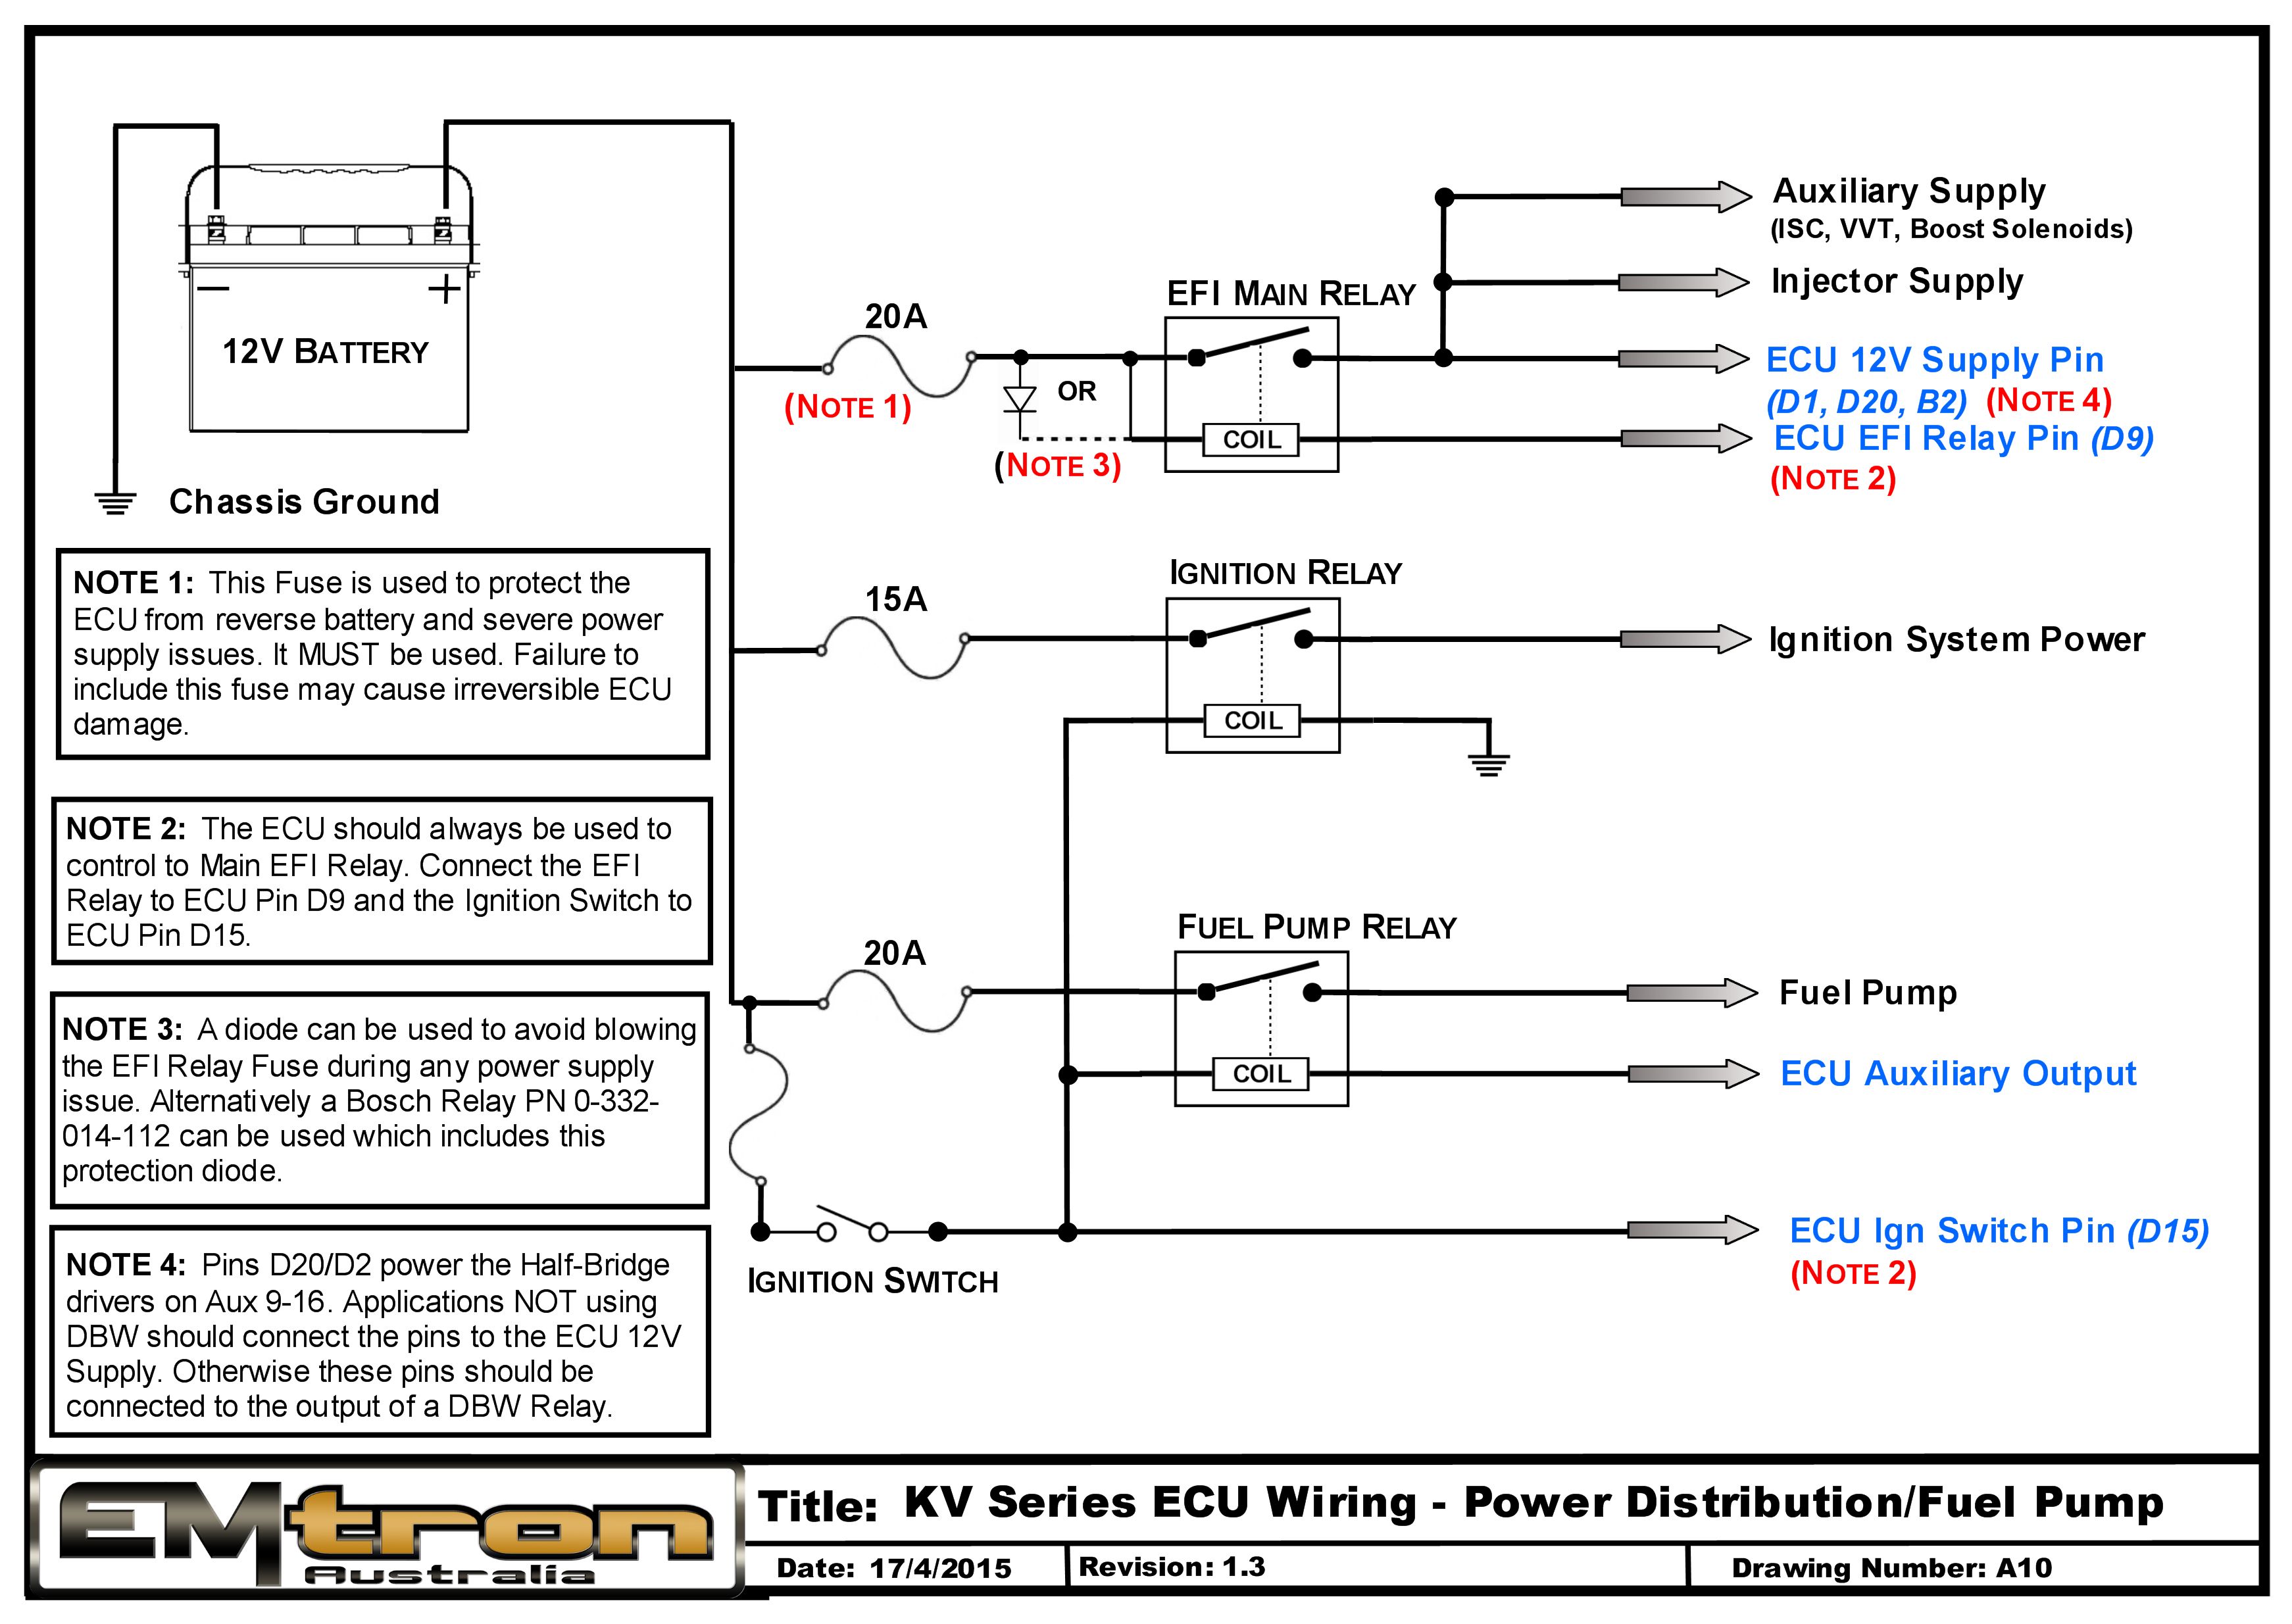 12V BATTERY
Chassis Ground
20A
(NOTE 1)
OR
(NOTE 3)
EFI MAIN RELAY
COIL
Auxiliary Supply
(ISC, VVT, Boost Solenoids)
Injector Supply
ECU 12V Supply Pin
(D1, D20, B2) (NOTE 4)
ECU EFI Relay Pin (D9)
(NOTE 2)
15A
IGNITION RELAY
COIL
Ignition System Power
20A
FUEL PUMP RELAY
COIL
Fuel Pump
ECU Auxiliary Output
IGNITION SWITCH
ECU Ign Switch Pin (D15)
(NOTE 2)
NOTE 1: This Fuse is used to protect the
ECU from reverse battery and severe power
supply issues. It MUST be used. Failure to
include this fuse may cause irreversible ECU
damage.
NOTE 2: The ECU should always be used to
control to Main EFI Relay. Connect the EFI
Relay to ECU Pin D9 and the Ignition Switch to
ECU Pin D15.
NOTE 3: A diode can be used to avoid blowing
the EFI Relay Fuse during any power supply
issue. Alternatively a Bosch Relay PN 0-332-
014-112 can be used which includes this
protection diode.
NOTE 4: Pins D20/D2 power the Half-Bridge
drivers on Aux 9-16. Applications NOT using
DBW should connect the pins to the ECU 12V
Supply. Otherwise these pins should be
connected to the output of a DBW Relay.
EMtron
Australia
Title: KV Series ECU Wiring - Power Distribution/Fuel Pump
Date: 17/4/2015
Revision: 1.3
Drawing Number: A10